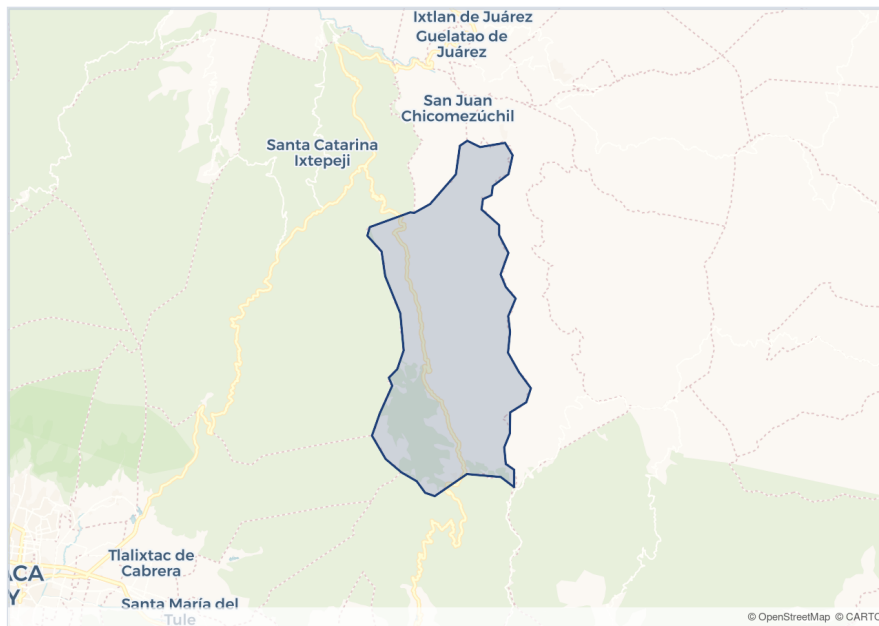 Ixtlan de Juárez
Guelatao de
Juárez
San Juan
Chicomezúchil
Santa Catarina
Ixtepeji
Tlalixtac de
Cabrera
ACA
Y
Santa María del
Tule
© OpenStreetMap © CARTO